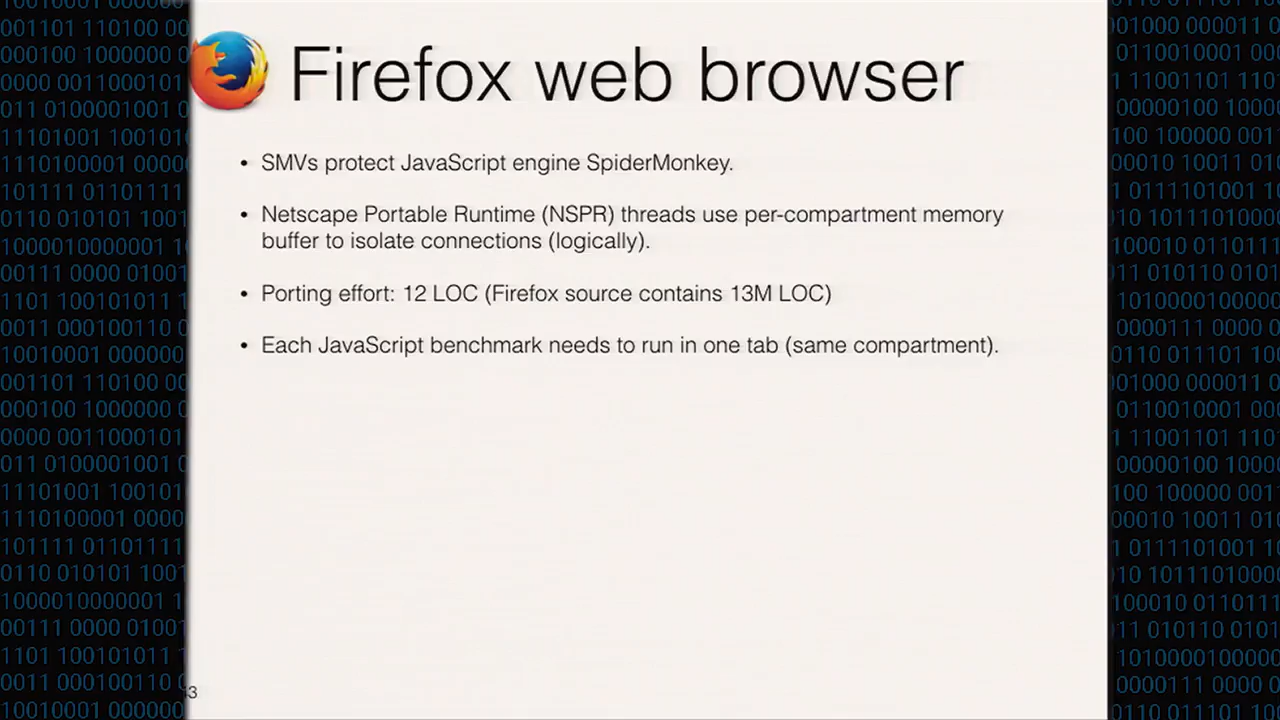 Firefox web browser
• SMVs protect JavaScript engine SpiderMonkey.
• Netscape Portable Runtime (NSPR) threads use per-compartment memory
buffer to isolate connections (logically).
• Porting effort: 12 LOC (Firefox source contains 13M LOC)
• Each JavaScript benchmark needs to run in one tab (same compartment).